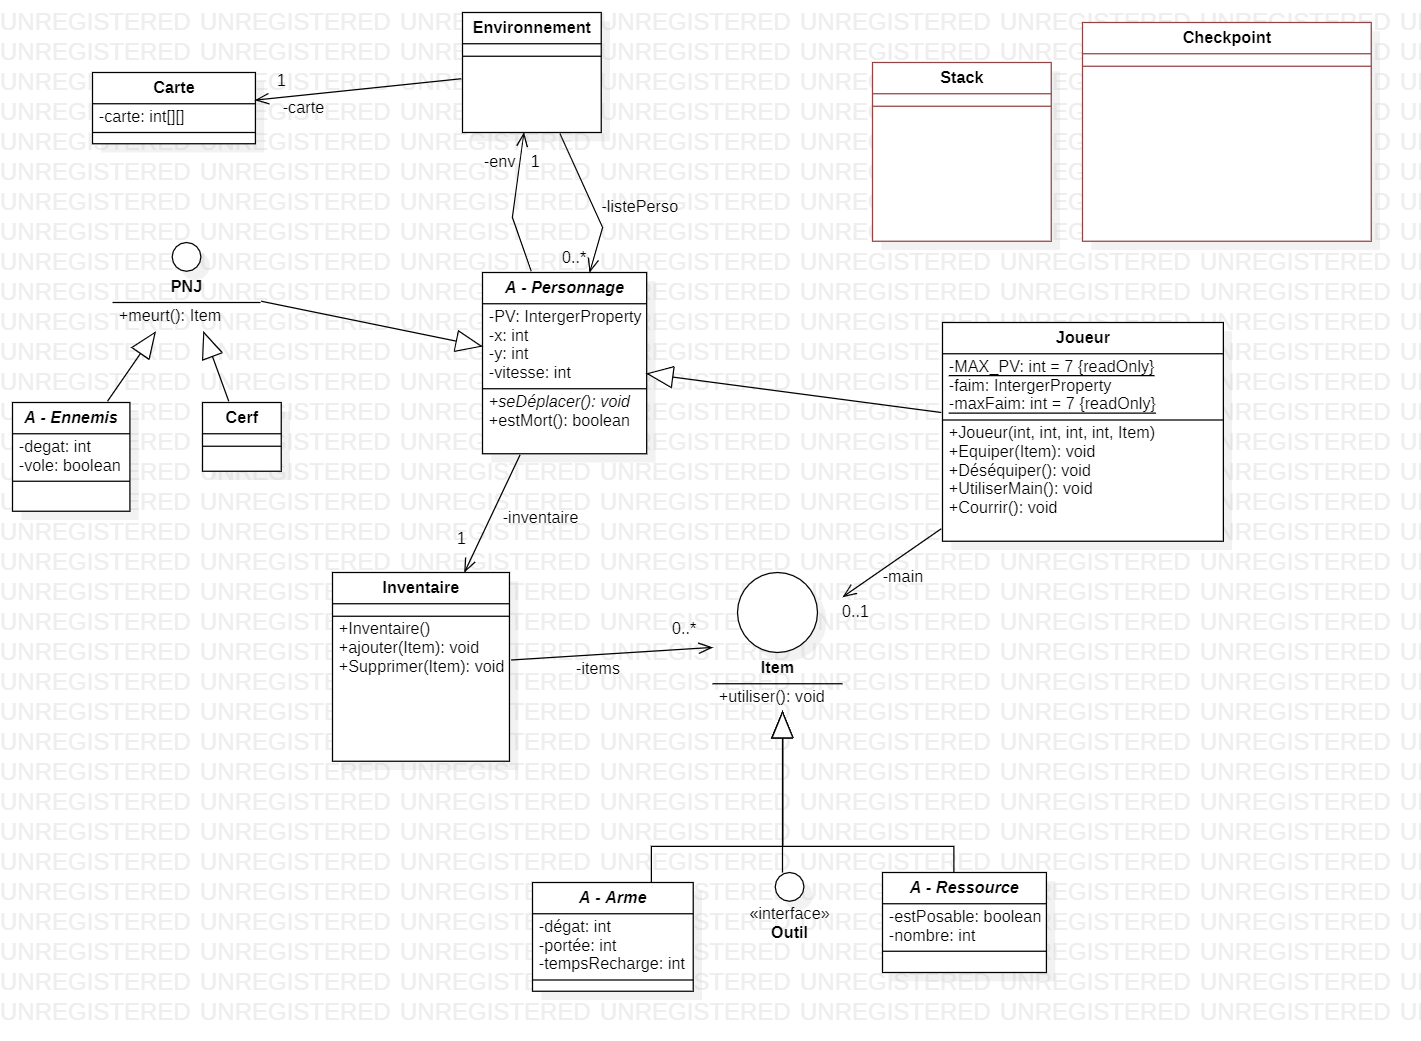 Environnement
Checkpoint
Stack
Carte
-carte: int[][]
1
-carte
-env
1
-listePerso
0..*
PNJ
+meurt(): Item
A - Personnage
-PV: IntergerProperty
-x: int
-y: int
-vitesse: int
+seDéplacer(): void
+estMort(): boolean
Joueur
-MAX_PV: int = 7 {readOnly}
-faim: IntergerProperty
-maxFaim: int = 7 {readOnly}
+Joueur(int, int, int, int, Item)
+Equiper(Item): void
+Déséquiper(): void
+UtiliserMain(): void
+Courrir(): void
A - Ennemis
-degat: int
-vole: boolean
Cerf
-inventaire
1
-main
0..1
Inventaire
+Inventaire()
+ajouter(Item): void
+Supprimer(Item): void
0..*
-items
Item
+utiliser(): void
A - Arme
-dégat: int
-portée: int
-tempsRecharge: int
«interface»
Outil
A - Ressource
-estPosable: boolean
-nombre: int
UNREGISTERED